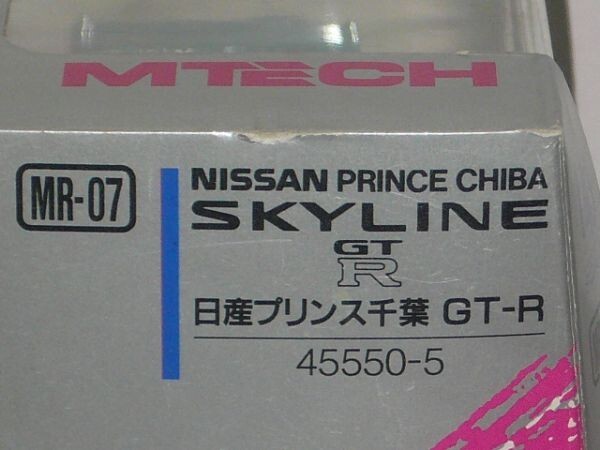 MTECH
MR-07
NISSAN PRINCE CHIBA
SKYLINE
GT
R
日産プリンス千葉 GT-R
45550-5